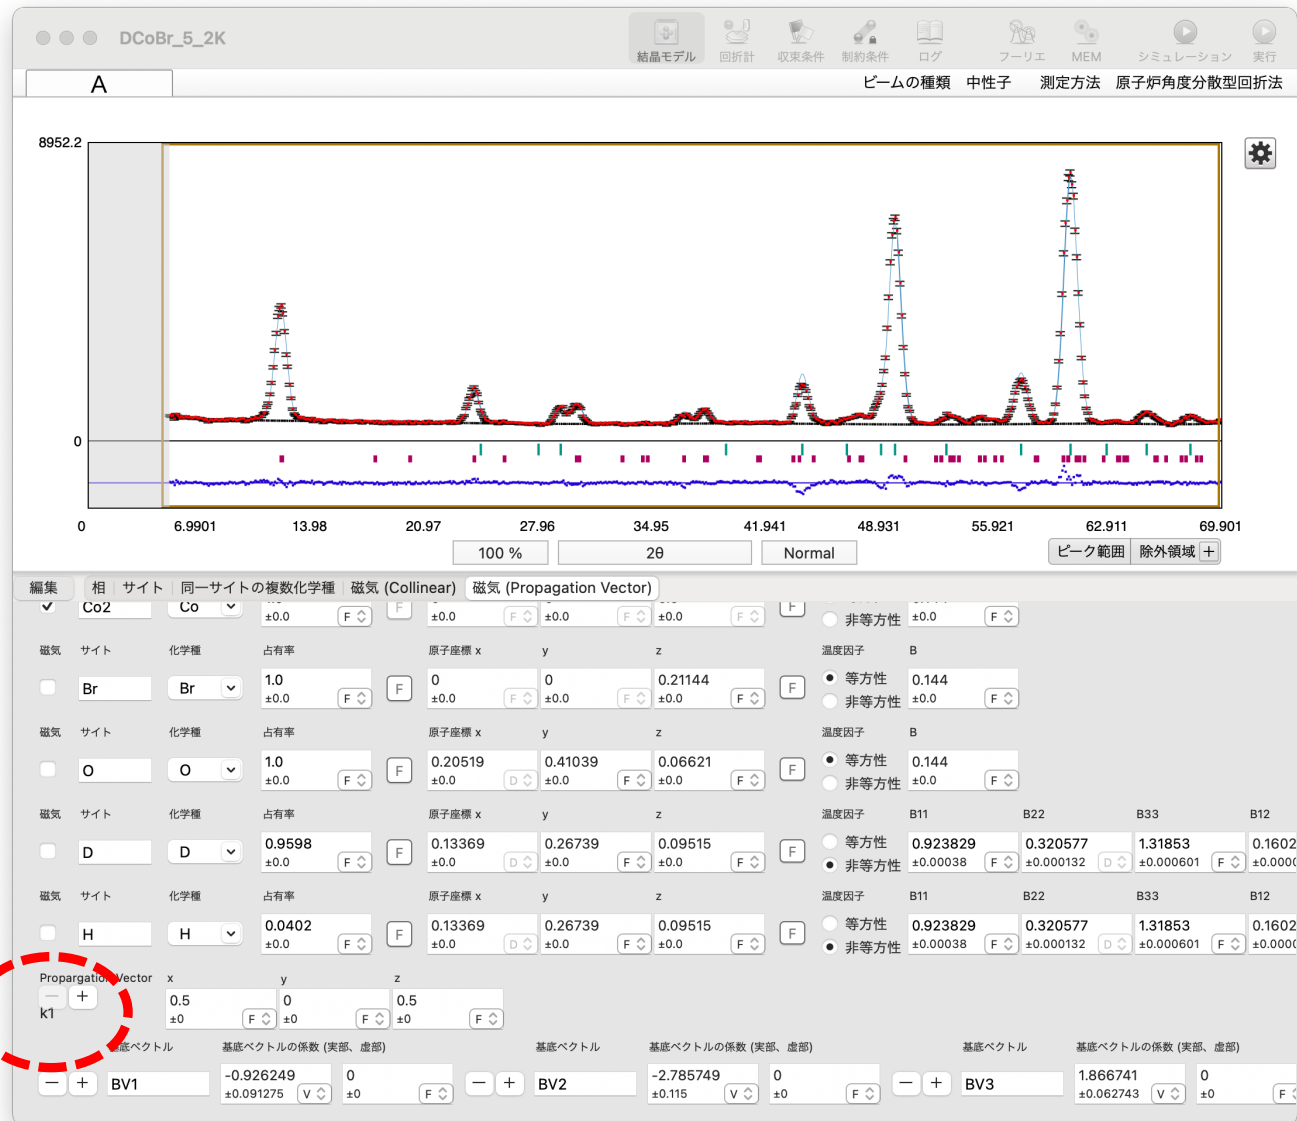 DCoBr_5_2K
結晶モデル 回折計 収束条件 制約条件 ログ フーリエ MEM シミュレーション 実行
A ビームの種類 中性子 測定方法 原子炉角度分散型回折法
8952.2
0
0 6.9901 13.98 20.97 27.96 34.95 41.941 48.931 55.921 62.911 69.901
100 % 2θ Normal ピーク範囲 除外領域 +
編集 相 サイト 同一サイトの複数化学種 磁気 (Collinear) 磁気 (Propagation Vector)
Co2 Co ±0.0 F F ±0.0 F ±0.0 F ±0.0 F F 非等方性 ±0.0 F
磁気 サイト 化学種 占有率 原子座標 x y z 温度因子 B
Br Br 1.0 0 0 0.21144 等方性 0.144
±0.0 F F ±0.0 F ±0.0 F ±0.0 F F 非等方性 ±0.0 F
磁気 サイト 化学種 占有率 原子座標 x y z 温度因子 B
O O 1.0 0.20519 0.41039 0.06621 等方性 0.144
±0.0 F F ±0.0 D ±0.0 F ±0.0 F F 非等方性 ±0.0 F
磁気 サイト 化学種 占有率 原子座標 x y z 温度因子 B11 B22 B33 B12
D D 0.9598 0.13369 0.26739 0.09515 等方性 0.923829 0.320577 1.31853 0.1602
±0.0 F F ±0.0 D ±0.0 F ±0.0 F F 非等方性 ±0.00038 F ±0.000132 D ±0.000601 F ±0.0000
磁気 サイト 化学種 占有率 原子座標 x y z 温度因子 B11 B22 B33 B12
H H 0.0402 0.13369 0.26739 0.09515 等方性 0.923829 0.320577 1.31853 0.1602
±0.0 F F ±0.0 D ±0.0 F ±0.0 F F 非等方性 ±0.00038 F ±0.000132 D ±0.000601 F ±0.0000
Propargation Vector x y z
− + 0.5 0 0.5
k1 ±0 F ±0 F ±0 F
基底ベクトル 基底ベクトルの係数 (実部、虚部) 基底ベクトル 基底ベクトルの係数 (実部、虚部) 基底ベクトル 基底ベクトルの係数 (実部、虚部)
− + BV1 -0.926249 0 − + BV2 -2.785749 0 − + BV3 1.866741 0
±0.091275 V ±0 F ±0.115 V ±0 F ±0.062743 V ±0 F